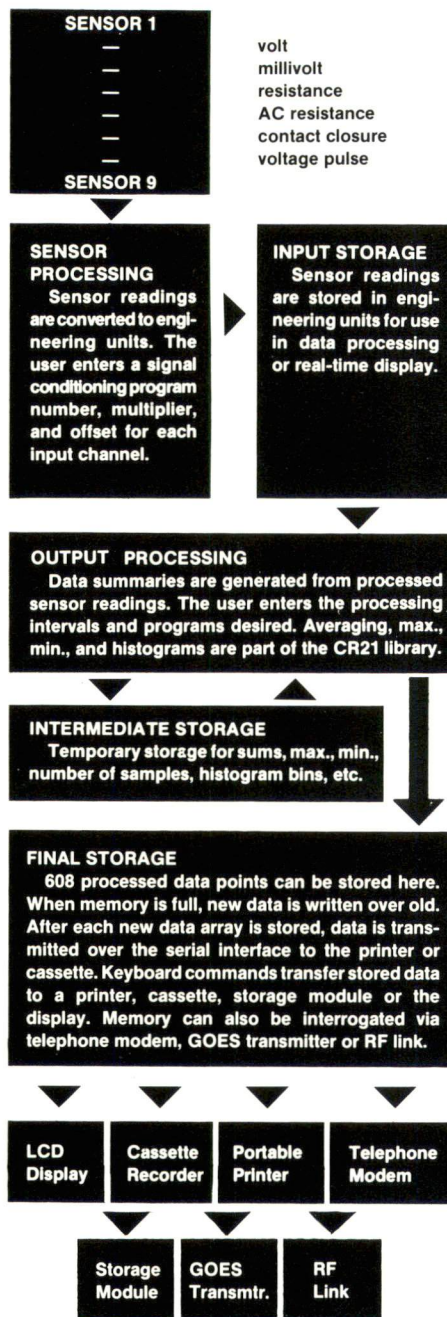 SENSOR 1
—
—
—
—
—
—
SENSOR 9
volt
millivolt
resistance
AC resistance
contact closure
voltage pulse
SENSOR
PROCESSING
Sensor readings
are converted to engi-
neering units. The
user enters a signal
conditioning program
number, multiplier,
and offset for each
input channel.
INPUT STORAGE
Sensor readings
are stored in engi-
neering units for use
in data processing
or real-time display.
OUTPUT PROCESSING
Data summaries are generated from processed
sensor readings. The user enters the processing
intervals and programs desired. Averaging, max.,
min., and histograms are part of the CR21 library.
INTERMEDIATE STORAGE
Temporary storage for sums, max., min.,
number of samples, histogram bins, etc.
FINAL STORAGE
608 processed data points can be stored here.
When memory is full, new data is written over old.
After each new data array is stored, data is trans-
mitted over the serial interface to the printer or
cassette. Keyboard commands transfer stored data
to a printer, cassette, storage module or the
display. Memory can also be interrogated via
telephone modem, GOES transmitter or RF link.
LCD
Display
Cassette
Recorder
Portable
Printer
Telephone
Modem
Storage
Module
GOES
Transmtr.
RF
Link